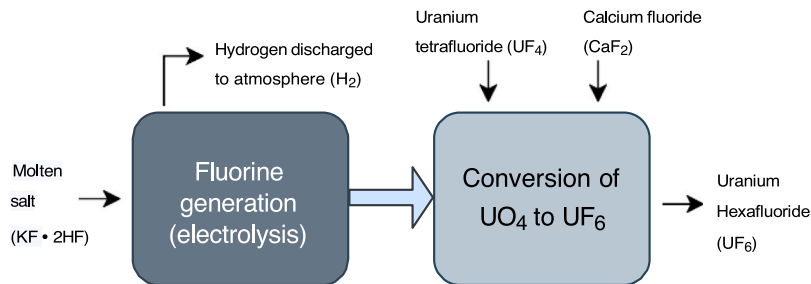 Hydrogen discharged
to atmosphere (H₂)
Uranium
tetrafluoride (UF₄)
Calcium fluoride
(CaF₂)
Molten
salt
(KF • 2HF)
Fluorine
generation
(electrolysis)
Conversion of
UO₄ to UF₆
Uranium
Hexafluoride
(UF₆)